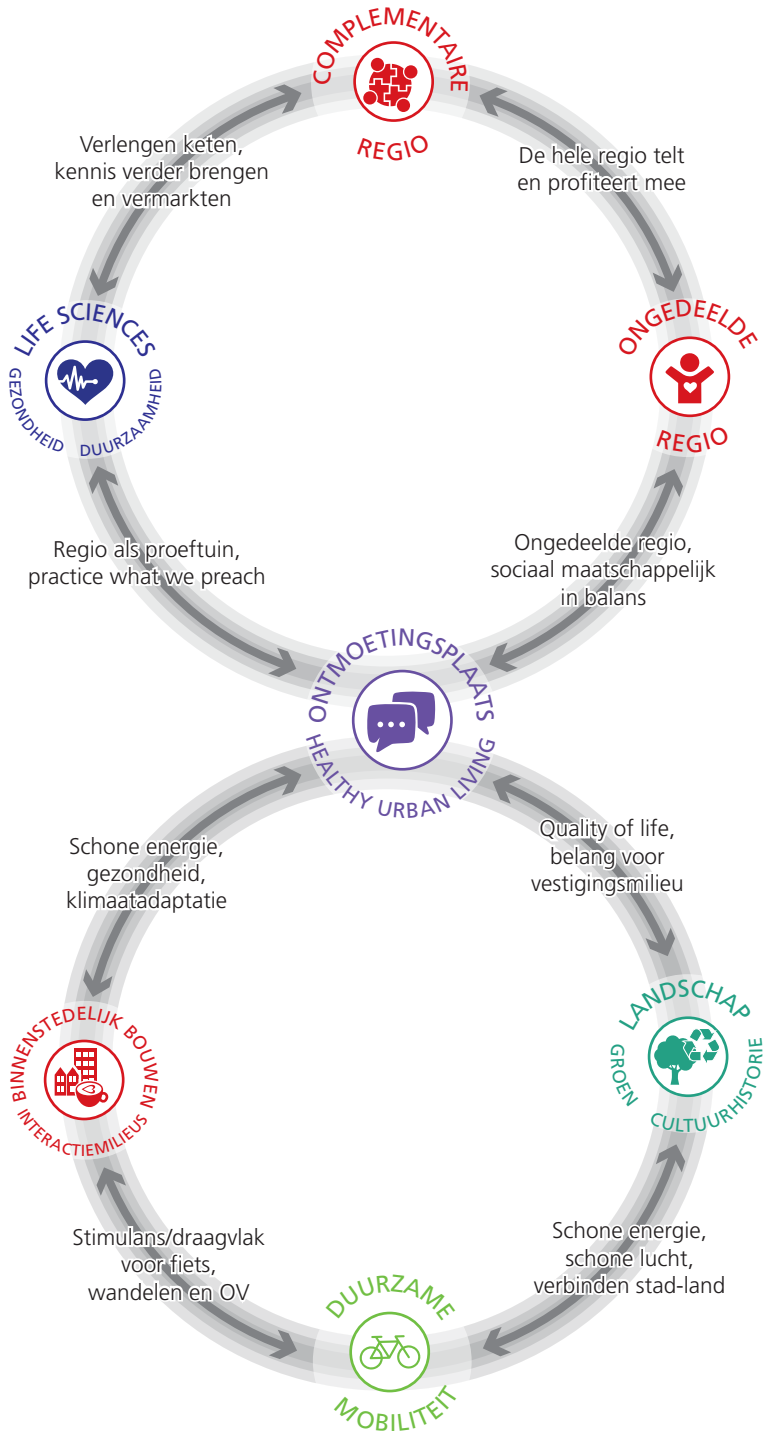 COMPLEMENTAIRE
REGIO
Verlengen keten,
kennis verder brengen
en vermarkten
De hele regio telt
en profiteert mee
LIFE SCIENCES
GEZONDHEID DUURZAAMHEID
ONGEDEELDE
REGIO
Regio als proeftuin,
practice what we preach
Ongedeelde regio,
sociaal maatschappelijk
in balans
ONTMOETINGSPLAATS
HEALTHY URBAN LIVING
Schone energie,
gezondheid,
klimaatadaptatie
Quality of life,
belang voor
vestigingsmilieu
BINNENSTEDELIJK BOUWEN
INTERACTIEMILIEUS
LANDSCHAP
GROEN CULTUURHISTORIE
Stimulans/draagvlak
voor fiets,
wandelen en OV
Schone energie,
schone lucht,
verbinden stad-land
DUURZAME
MOBILITEIT